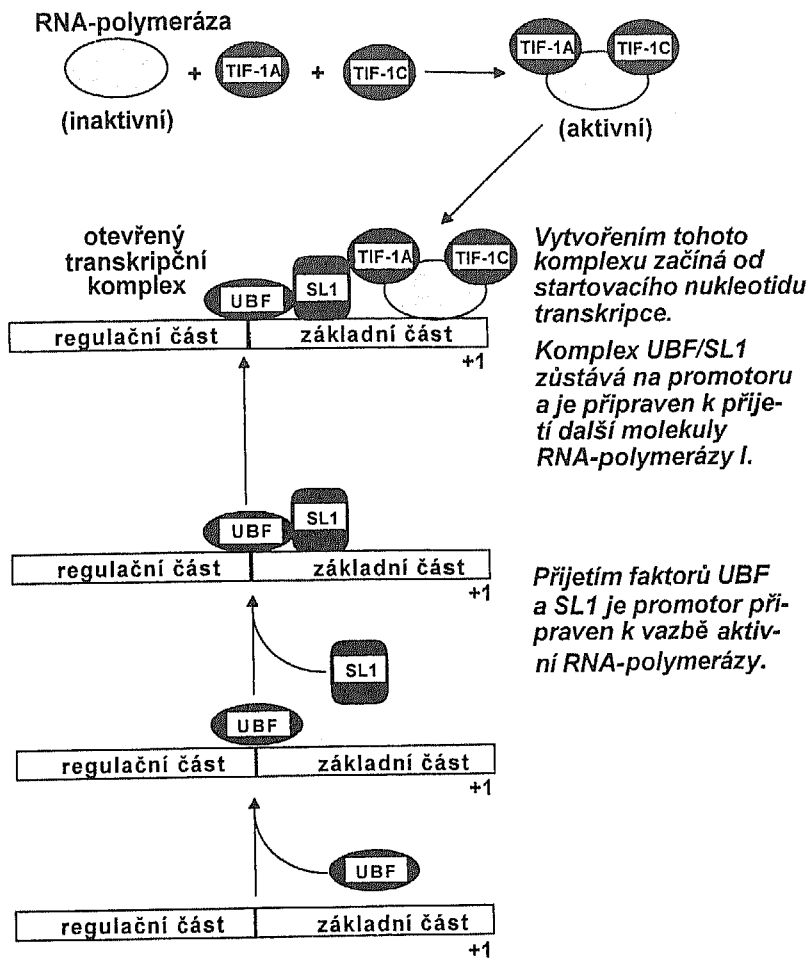 RNA-polymeráza
+ TIF-1A + TIF-1C
TIF-1A TIF-1C
(inaktivní)
(aktivní)
otevřený
transkripční
komplex
TIF-1A TIF-1C
UBF SL1
regulační část základní část
+1
Vytvořením tohoto
komplexu začíná od
startovacího nukleotidu
transkripce.
Komplex UBF/SL1
zůstává na promotoru
a je připraven k přije-
tí další molekuly
RNA-polymerázy I.
UBF SL1
regulační část základní část
+1
Přijetím faktorů UBF
a SL1 je promotor při-
praven k vazbě aktiv-
ní RNA-polymerázy.
SL1
UBF
regulační část základní část
+1
UBF
regulační část základní část
+1